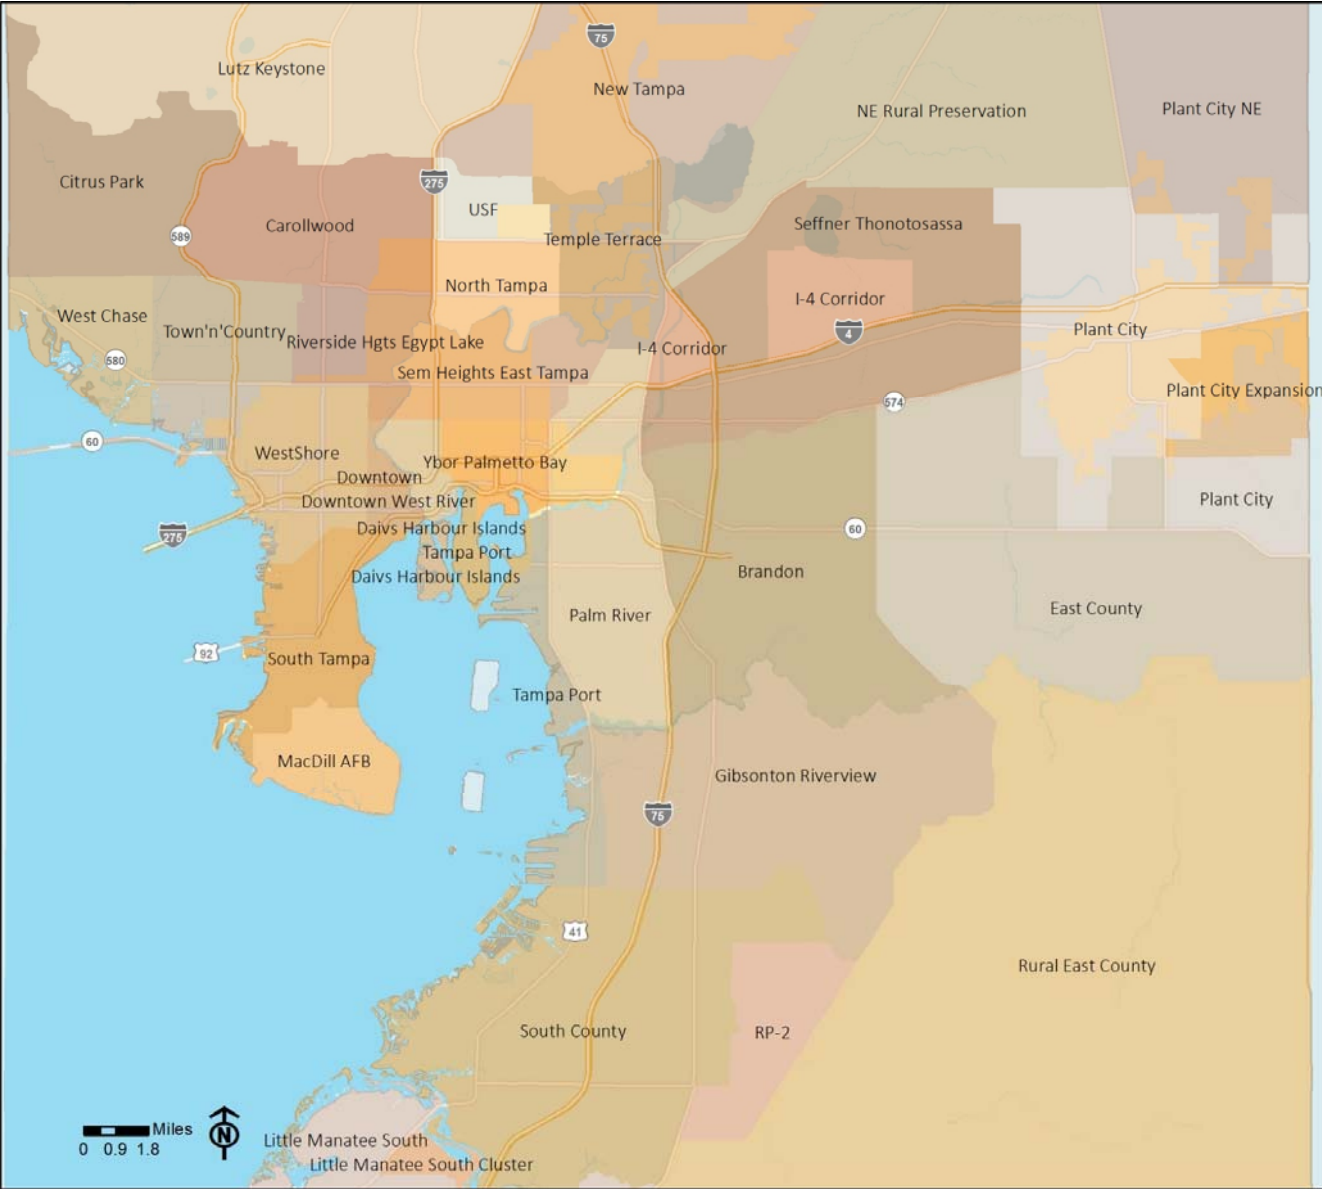 75
Lutz Keystone
New Tampa
NE Rural Preservation
Plant City NE
Citrus Park
275
USF
Carollwood
Seffner Thonotosassa
589
Temple Terrace
North Tampa
I-4 Corridor
West Chase
Town'n'Country
Riverside Hgts Egypt Lake
I-4 Corridor
4
Plant City
580
Sem Heights East Tampa
Plant City Expansion
574
60
WestShore
Ybor Palmetto Bay
Downtown
Downtown West River
Plant City
275
Daivs Harbour Islands
60
Tampa Port
Daivs Harbour Islands
Brandon
Palm River
East County
92
South Tampa
Tampa Port
MacDill AFB
Gibsonton Riverview
75
41
Rural East County
South County
RP-2
Miles
0 0.9 1.8
N
Little Manatee South
Little Manatee South Cluster